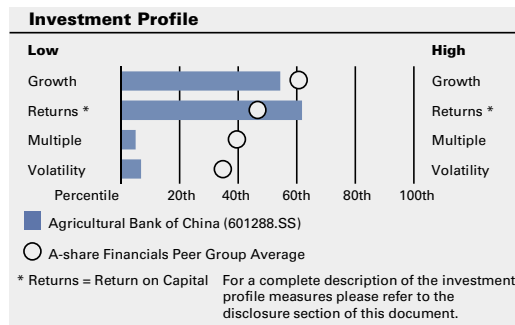 Investment Profile
Low High
Growth Growth
Returns * Returns *
Multiple Multiple
Volatility Volatility
Percentile 20th 40th 60th 80th 100th
Agricultural Bank of China (601288.SS)
A-share Financials Peer Group Average
* Returns = Return on Capital For a complete description of the investment
profile measures please refer to the
disclosure section of this document.